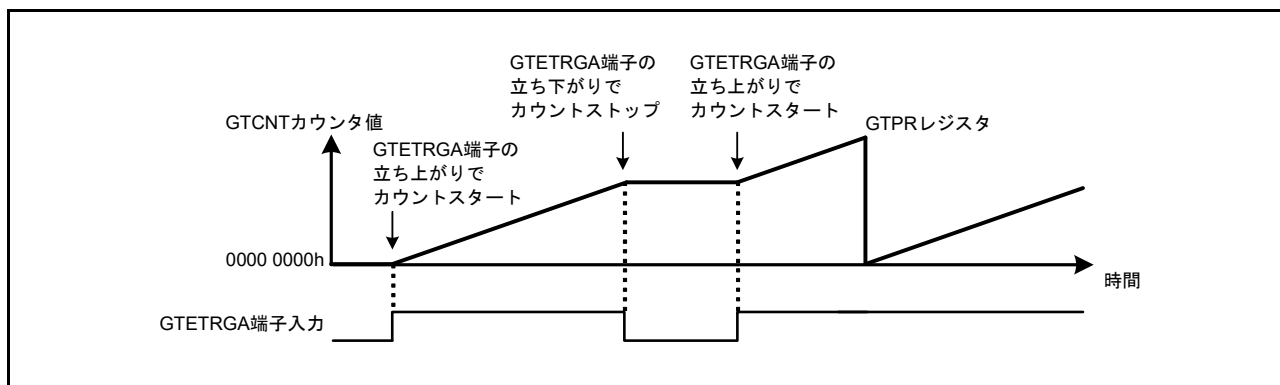 GTETRGA端子の
立ち下がりで
カウントストップ
GTETRGA端子の
立ち上がりで
カウントスタート
GTCNTカウンタ値
GTPRレジスタ
GTETRGA端子の
立ち上がりで
カウントスタート
0000 0000h
時間
GTETRGA端子入力